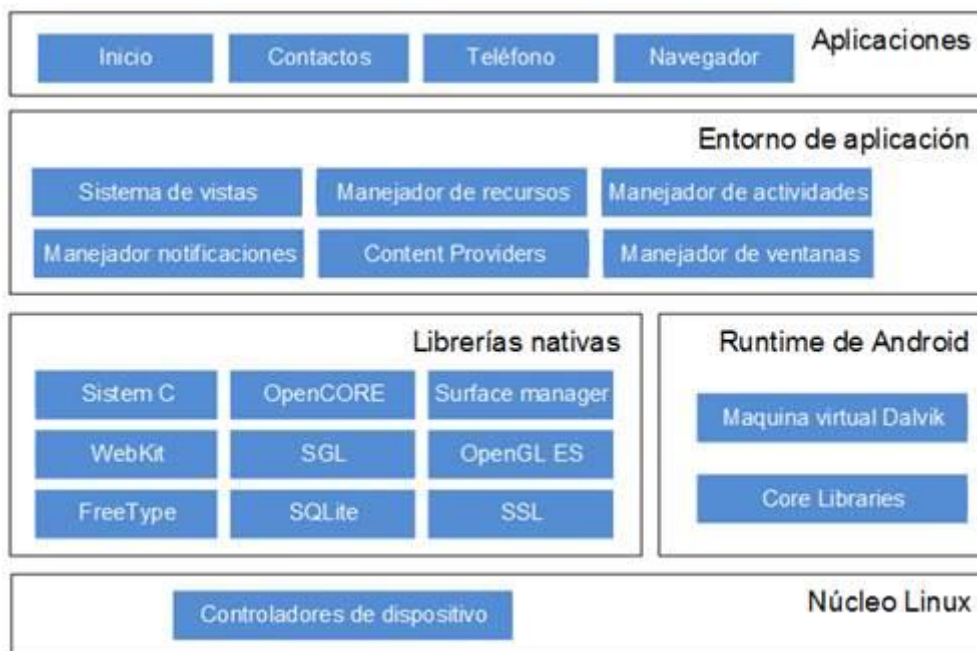 Aplicaciones
Inicio
Contactos
Teléfono
Navegador
Entorno de aplicación
Sistema de vistas
Manejador de recursos
Manejador de actividades
Manejador notificaciones
Content Providers
Manejador de ventanas
Librerías nativas
Sistem C
OpenCORE
Surface manager
WebKit
SGL
OpenGL ES
FreeType
SQLite
SSL
Runtime de Android
Maquina virtual Dalvik
Core Libraries
Núcleo Linux
Controladores de dispositivo